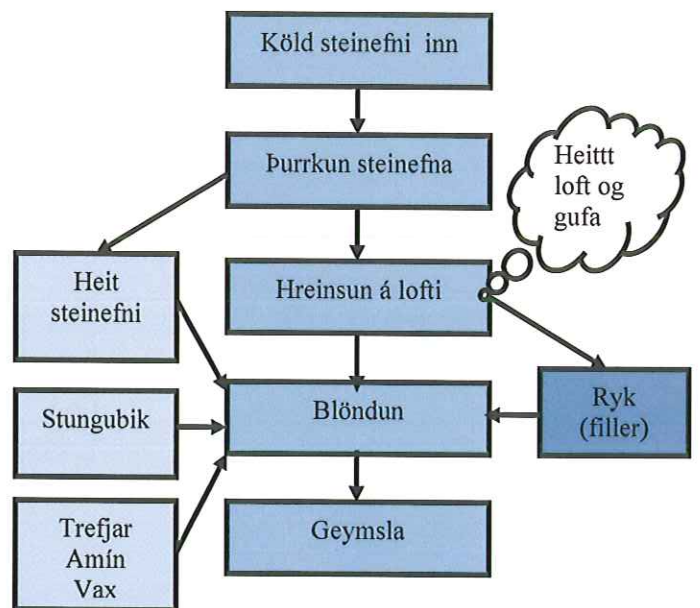 Köld steinefni inn
Þurrkun steinefna
Heittt
loft og
gufa
Heit
steinefni
Hreinsun á lofti
Stungubik
Blöndun
Ryk
(filler)
Trefjar
Amín
Vax
Geymsla